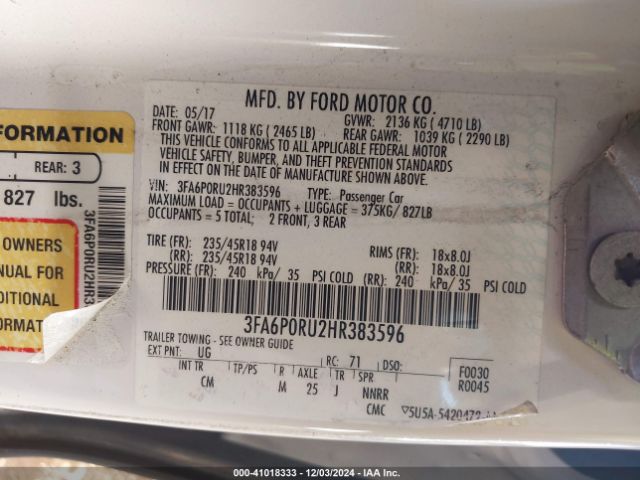 MFD. BY FORD MOTOR CO.
DATE: 05/17 GVWR: 2136 KG ( 4710 LB)
FRONT GAWR: 1118 KG ( 2465 LB) REAR GAWR: 1039 KG ( 2290 LB)
THIS VEHICLE CONFORMS TO ALL APPLICABLE FEDERAL MOTOR
VEHICLE SAFETY, BUMPER, AND THEFT PREVENTION STANDARDS
IN EFFECT ON THE DATE OF MANUFACTURE SHOWN ABOVE.
VIN: 3FA6P0RU2HR383596 TYPE: Passenger Car
MAXIMUM LOAD = OCCUPANTS + LUGGAGE = 375KG/ 827LB
OCCUPANTS = 5 TOTAL; 2 FRONT, 3 REAR
TIRE (FR): 235/45R18 94V RIMS (FR): 18x8.0J
(RR): 235/45R18 94V (RR): 18x8.0J
PRESSURE (FR): 240 kPa/ 35 PSI COLD (RR): 240 kPa/ 35 PSI COLD
3FA6P0RU2HR383596
TRAILER TOWING - SEE OWNER GUIDE
EXT PNT: UG RC: 71 DSO: F0030
R0045
INT TR TP/PS R AXLE TR SPR
CM M 25 J NNRR
CMC 5U5A-5420472
FORMATION
REAR: 3
827 lbs.
OWNERS
NUAL FOR
DITIONAL
FORMATION
3FA6P0RU2HR3
000-41018333 - 12/03/2024 - IAA Inc.